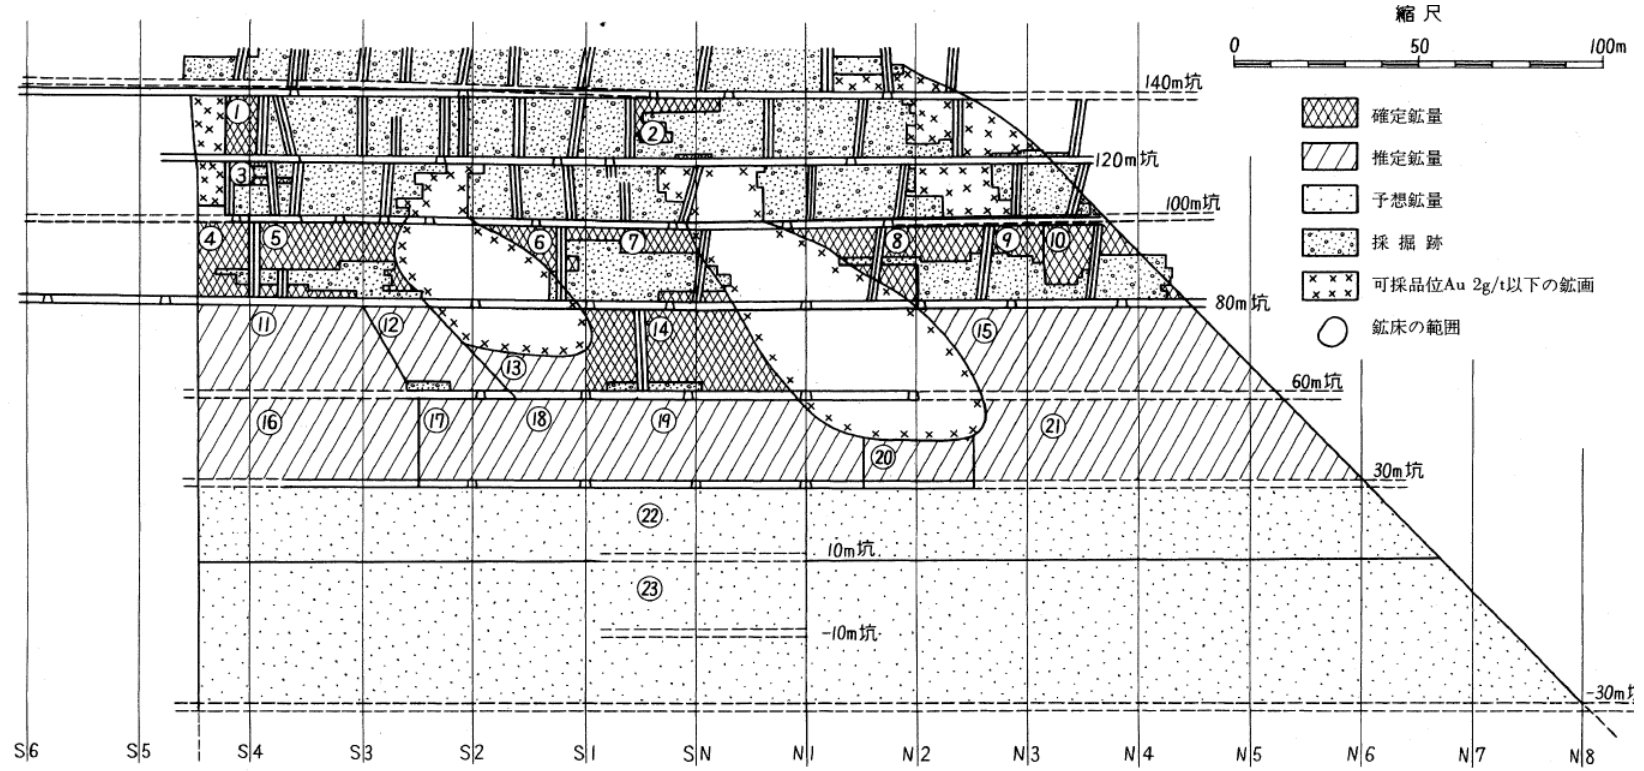 縮尺
0 50 100m
確定鉱量
推定鉱量
予想鉱量
採掘跡
可採品位Au 2g/t以下の鉱画
鉱床の範囲
140m坑
120m坑
100m坑
80m坑
60m坑
30m坑
10m坑
-10m坑
-30m坑
① ②
③
④ ⑤ ⑥ ⑦ ⑧ ⑨ ⑩
⑪ ⑫ ⑬ ⑭ ⑮
⑯ ⑰ ⑱ ⑲ ⑳ ㉑
㉒
㉓
S6 S5 S4 S3 S2 S1 SN N1 N2 N3 N4 N5 N6 N7 N8